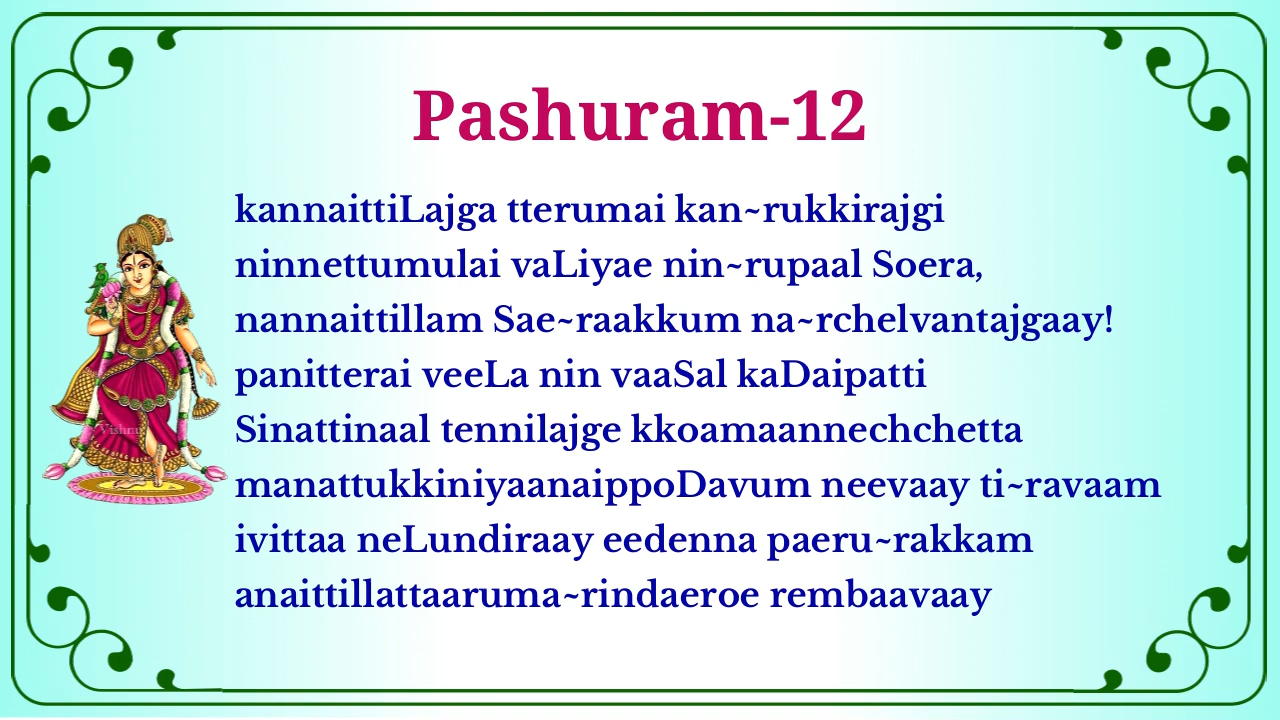 Pashuram-12
kannaittiLajga tterumai kan~rukkirajgi
ninnettumulai vaLiyae nin~rupaal Soera,
nannaittillam Sae~raakkum na~rchelvantajgaay!
panitterai veeLa nin vaaSal kaDaipatti
Sinattinaal tennilajge kkoamaannechchetta
manattukkiniyaanaippoDavum neevaay ti~ravaam
ivittaa neLundiraay eedenna paeru~rakkam
anaittillattaaruma~rindaeroe rembaavaay
Vishnu